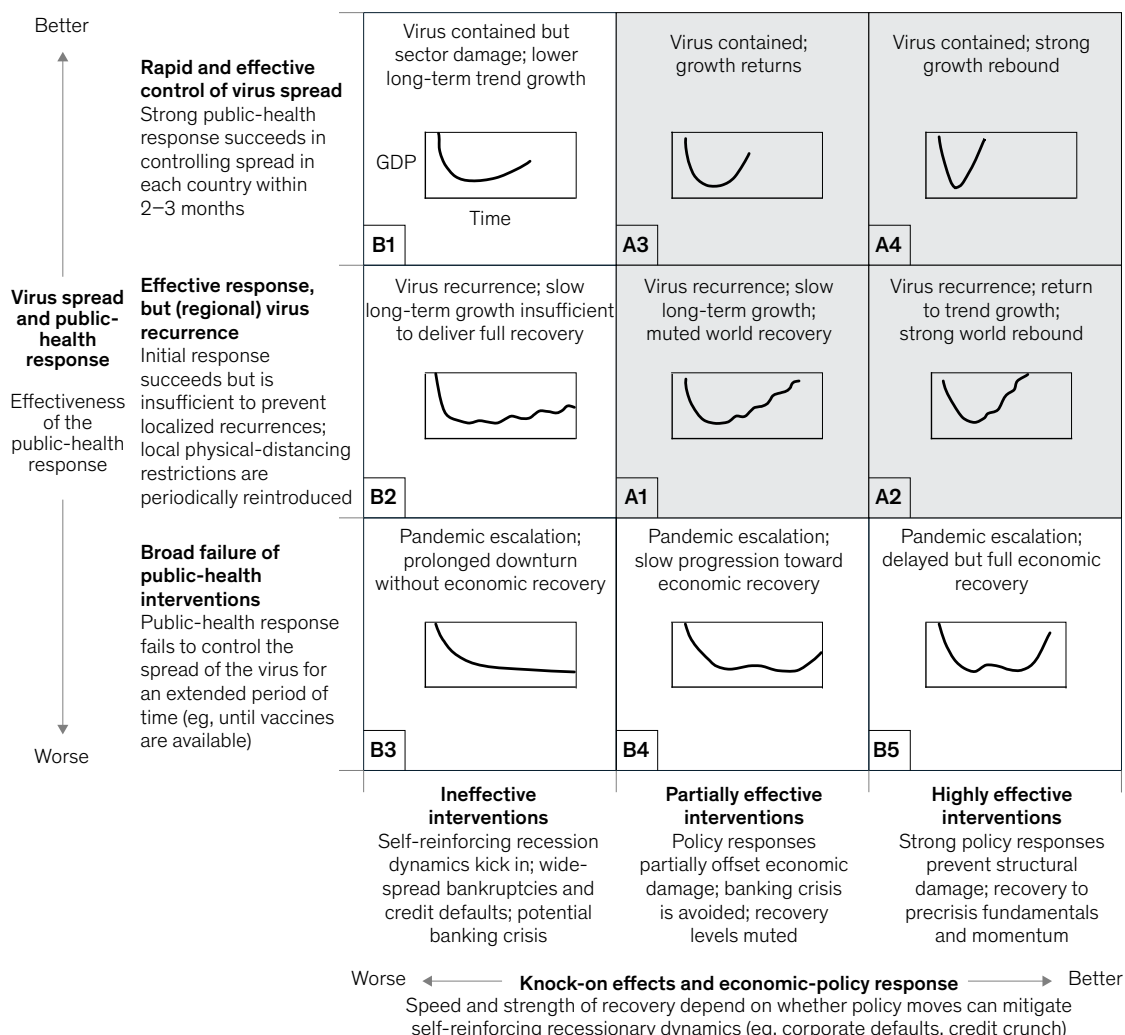 Better
Rapid and effective
control of virus spread
Strong public-health
response succeeds in
controlling spread in
each country within
2–3 months
Virus contained but
sector damage; lower
long-term trend growth
GDP
Time
B1
Virus contained;
growth returns
A3
Virus contained; strong
growth rebound
A4
Virus spread
and public-
health
response
Effectiveness
of the
public-health
response
Effective response,
but (regional) virus
recurrence
Initial response
succeeds but is
insufficient to prevent
localized recurrences;
local physical-distancing
restrictions are
periodically reintroduced
Virus recurrence; slow
long-term growth insufficient
to deliver full recovery
B2
Virus recurrence; slow
long-term growth;
muted world recovery
A1
Virus recurrence; return
to trend growth;
strong world rebound
A2
Broad failure of
public-health
interventions
Public-health response
fails to control the
spread of the virus for
an extended period of
time (eg, until vaccines
are available)
Worse
Pandemic escalation;
prolonged downturn
without economic recovery
B3
Pandemic escalation;
slow progression toward
economic recovery
B4
Pandemic escalation;
delayed but full economic
recovery
B5
Ineffective
interventions
Self-reinforcing recession
dynamics kick in; wide-
spread bankruptcies and
credit defaults; potential
banking crisis
Partially effective
interventions
Policy responses
partially offset economic
damage; banking crisis
is avoided; recovery
levels muted
Highly effective
interventions
Strong policy responses
prevent structural
damage; recovery to
precrisis fundamentals
and momentum
Worse
Knock-on effects and economic-policy response
Better
Speed and strength of recovery depend on whether policy moves can mitigate
self-reinforcing recessionary dynamics (eg, corporate defaults, credit crunch)